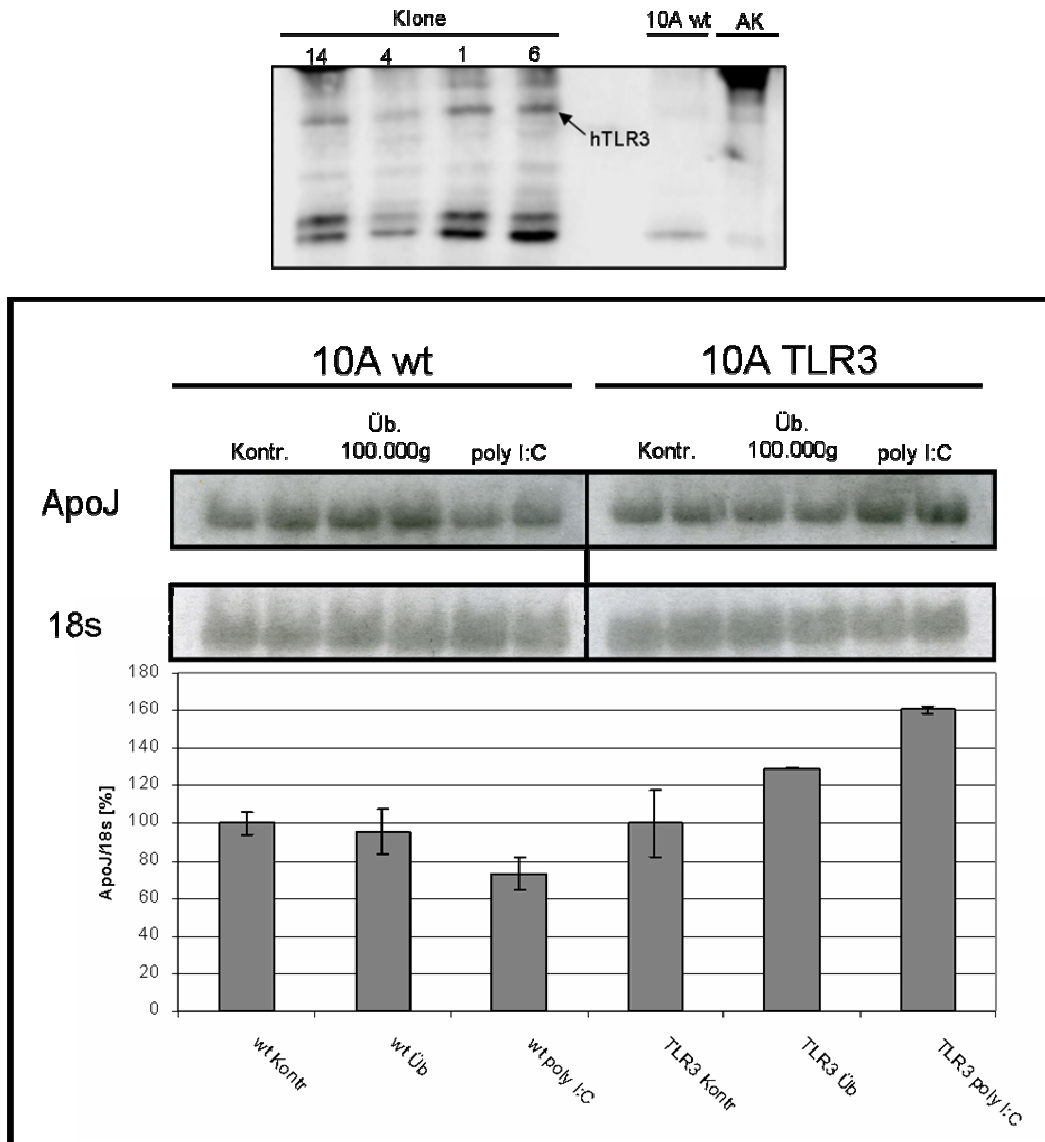 Klone 10A wt AK
14 4 1 6
hTLR3
10A wt 10A TLR3
Kontr. Üb. 100.000g poly I:C Kontr. Üb. 100.000g poly I:C
ApoJ
18s
180
160
140
120
100
80
60
40
20
0
ApoJ/18s [%]
wt Kontr
wt Üb
wt poly I:C
TLR3 Kontr
TLR3 Üb
TLR3 poly I:C